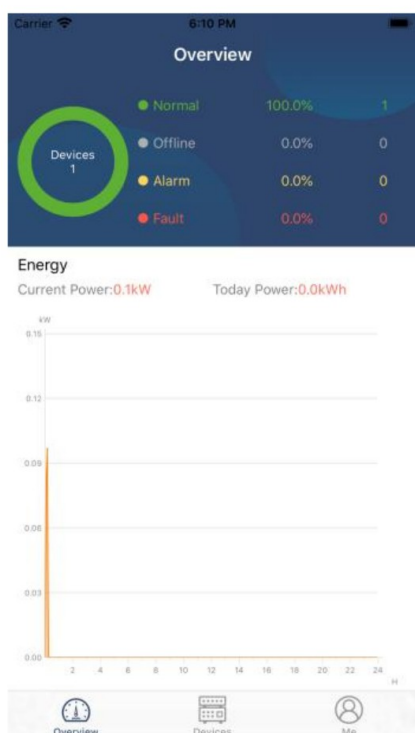 Carrier 6:10 PM
Overview
Devices
1
Normal 100.0% 1
Offline 0.0% 0
Alarm 0.0% 0
Fault 0.0% 0
Energy
Current Power:0.1kW Today Power:0.0kWh
kW
0.15
0.12
0.09
0.06
0.03
0.00
2 4 6 8 10 12 14 16 18 20 22 24
H
Overview Devices Me